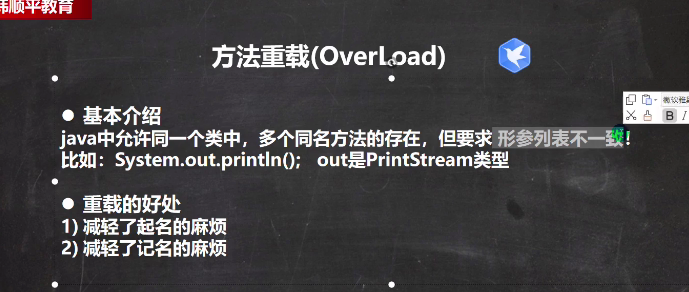 韩顺平教育
方法重载(OverLoad)
● 基本介绍
java中允许同一个类中，多个同名方法的存在，但要求 形参列表不一致！
比如：System.out.println();   out是PrintStream类型
● 重载的好处
1) 减轻了起名的麻烦
2) 减轻了记名的麻烦
B